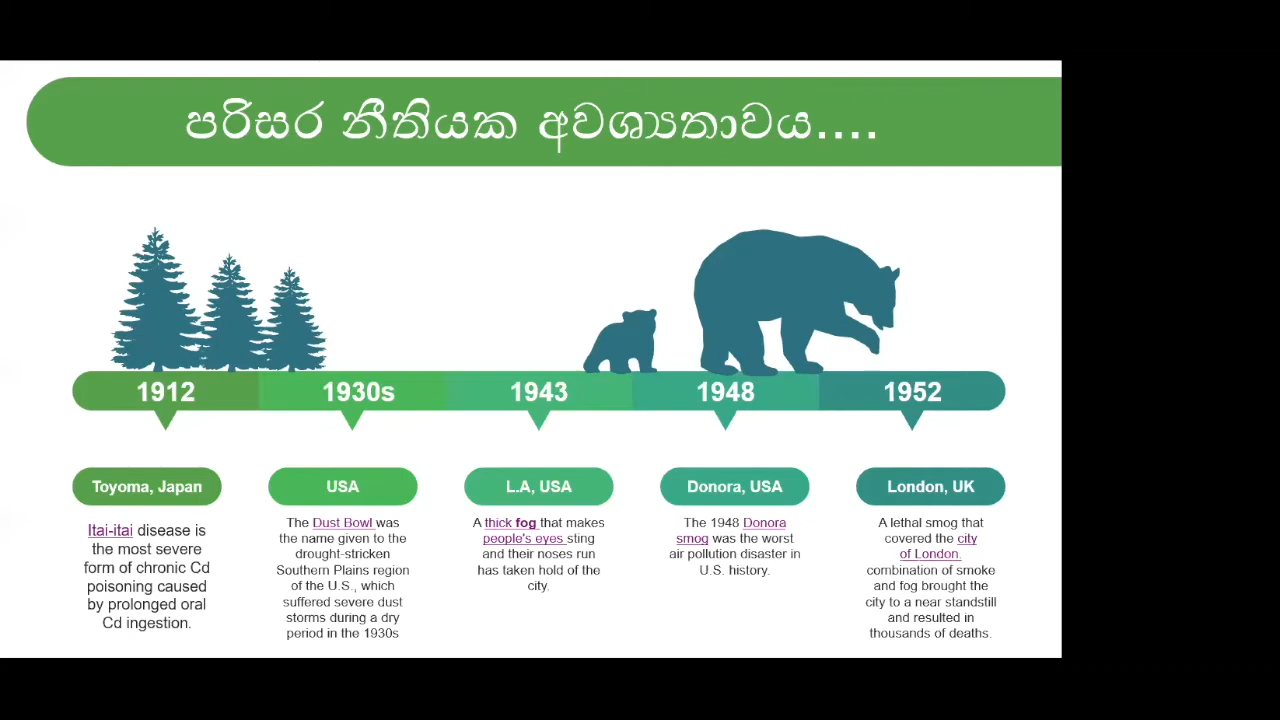 පරිසර නීතියක අවශ්‍යතාවය....
1912
1930s
1943
1948
1952
Toyoma, Japan
Itai-itai disease is
the most severe
form of chronic Cd
poisoning caused
by prolonged oral
Cd ingestion.
USA
The Dust Bowl was
the name given to the
drought-stricken
Southern Plains region
of the U.S., which
suffered severe dust
storms during a dry
period in the 1930s
L.A, USA
A thick fog that makes
people's eyes sting
and their noses run
has taken hold of the
city.
Donora, USA
The 1948 Donora
smog was the worst
air pollution disaster in
U.S. history.
London, UK
A lethal smog that
covered the city
of London.
combination of smoke
and fog brought the
city to a near standstill
and resulted in
thousands of deaths.